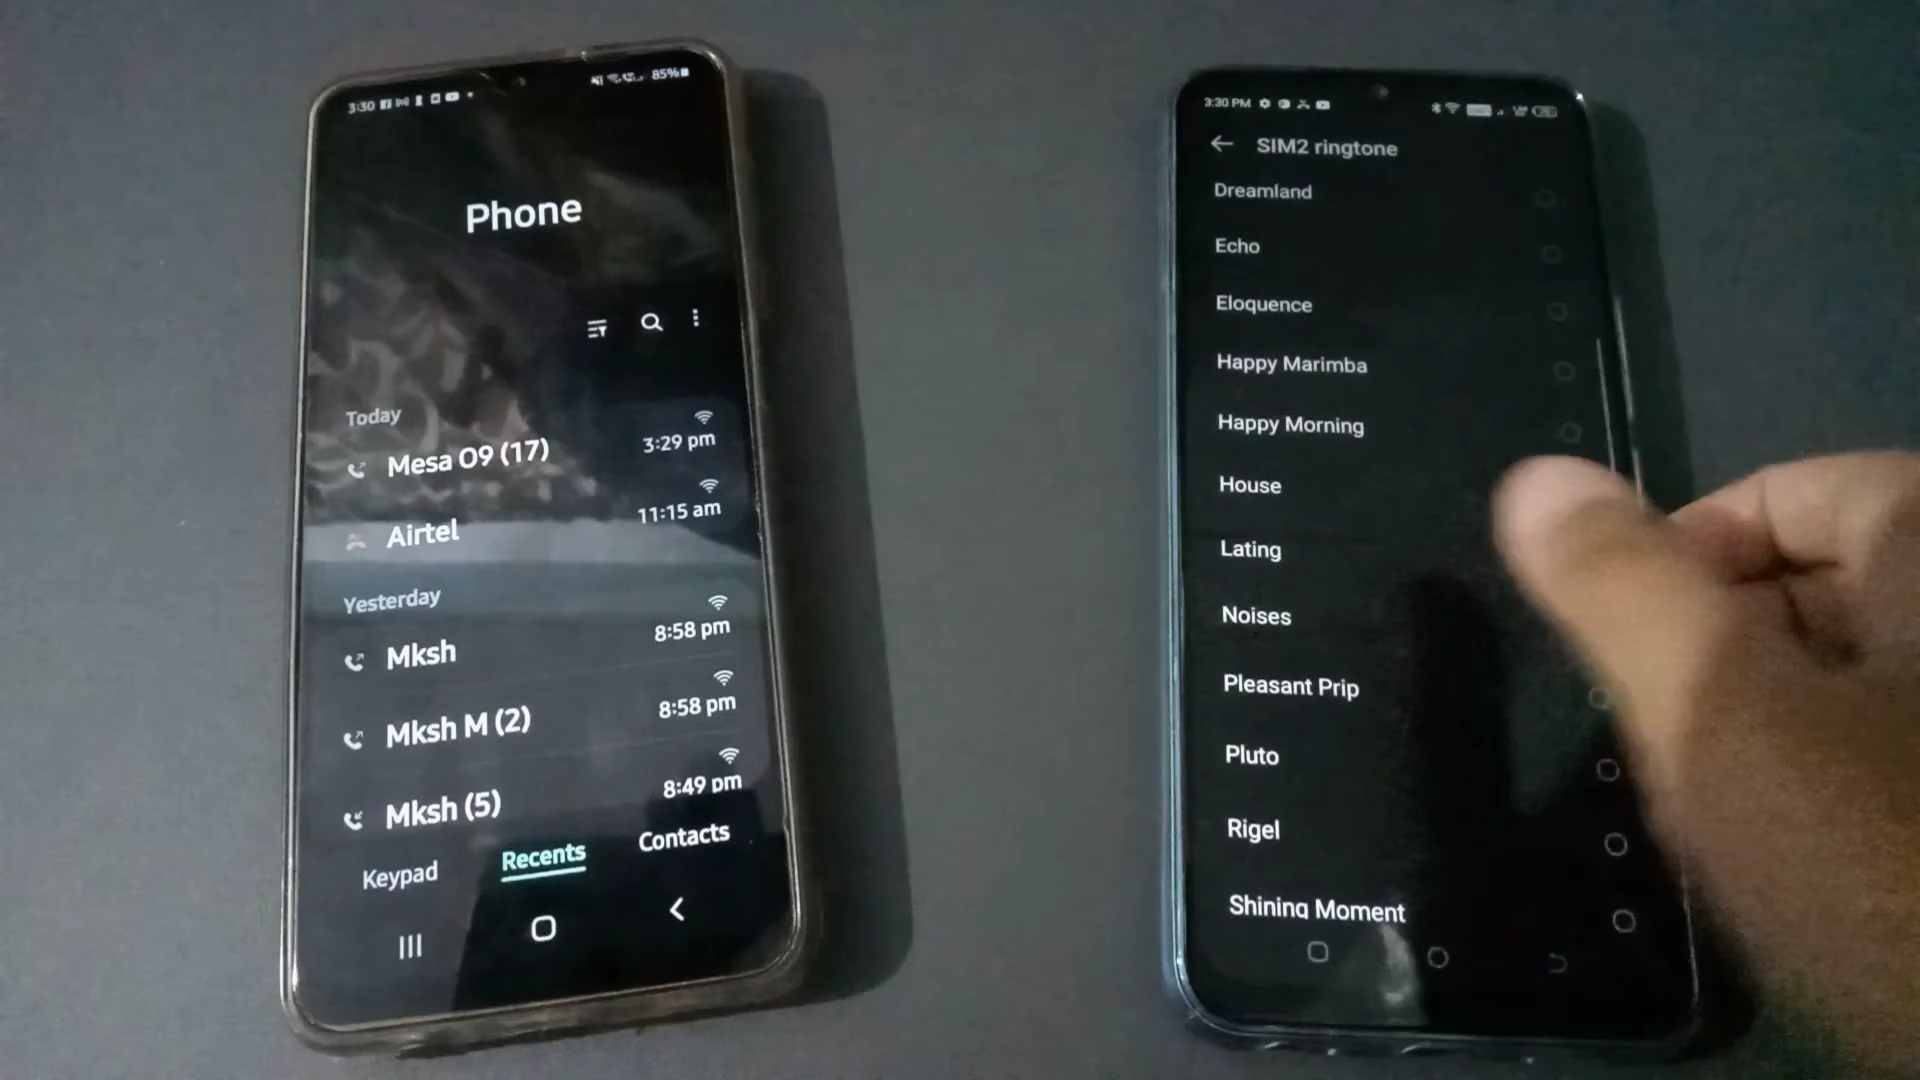 3:30
85%
Phone
Today
Mesa 09 (17)
3:29 pm
Airtel
11:15 am
Yesterday
Mksh
8:58 pm
Mksh M (2)
8:58 pm
Mksh (5)
8:49 pm
Keypad
Recents
Contacts
3:30 PM
SIM2 ringtone
Dreamland
Echo
Eloquence
Happy Marimba
Happy Morning
House
Lating
Noises
Pleasant Prip
Pluto
Rigel
Shining Moment